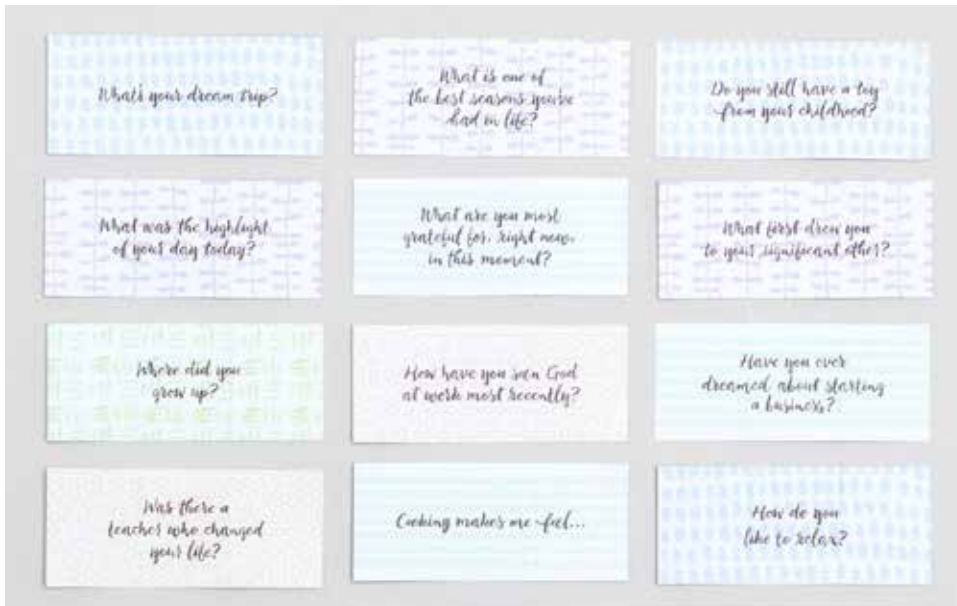 What's your dream trip?
What is one of
the best seasons you've
had in life?
Do you still have a toy
from your childhood?
What was the highlight
of your day today?
What are you most
grateful for, right now,
in this moment?
What first drew you
to your significant other?
Where did you
grow up?
How have you seen God
at work most recently?
Have you ever
dreamed about starting
a business?
Was there a
teacher who changed
your life?
Cooking makes me feel...
How do you
like to relax?